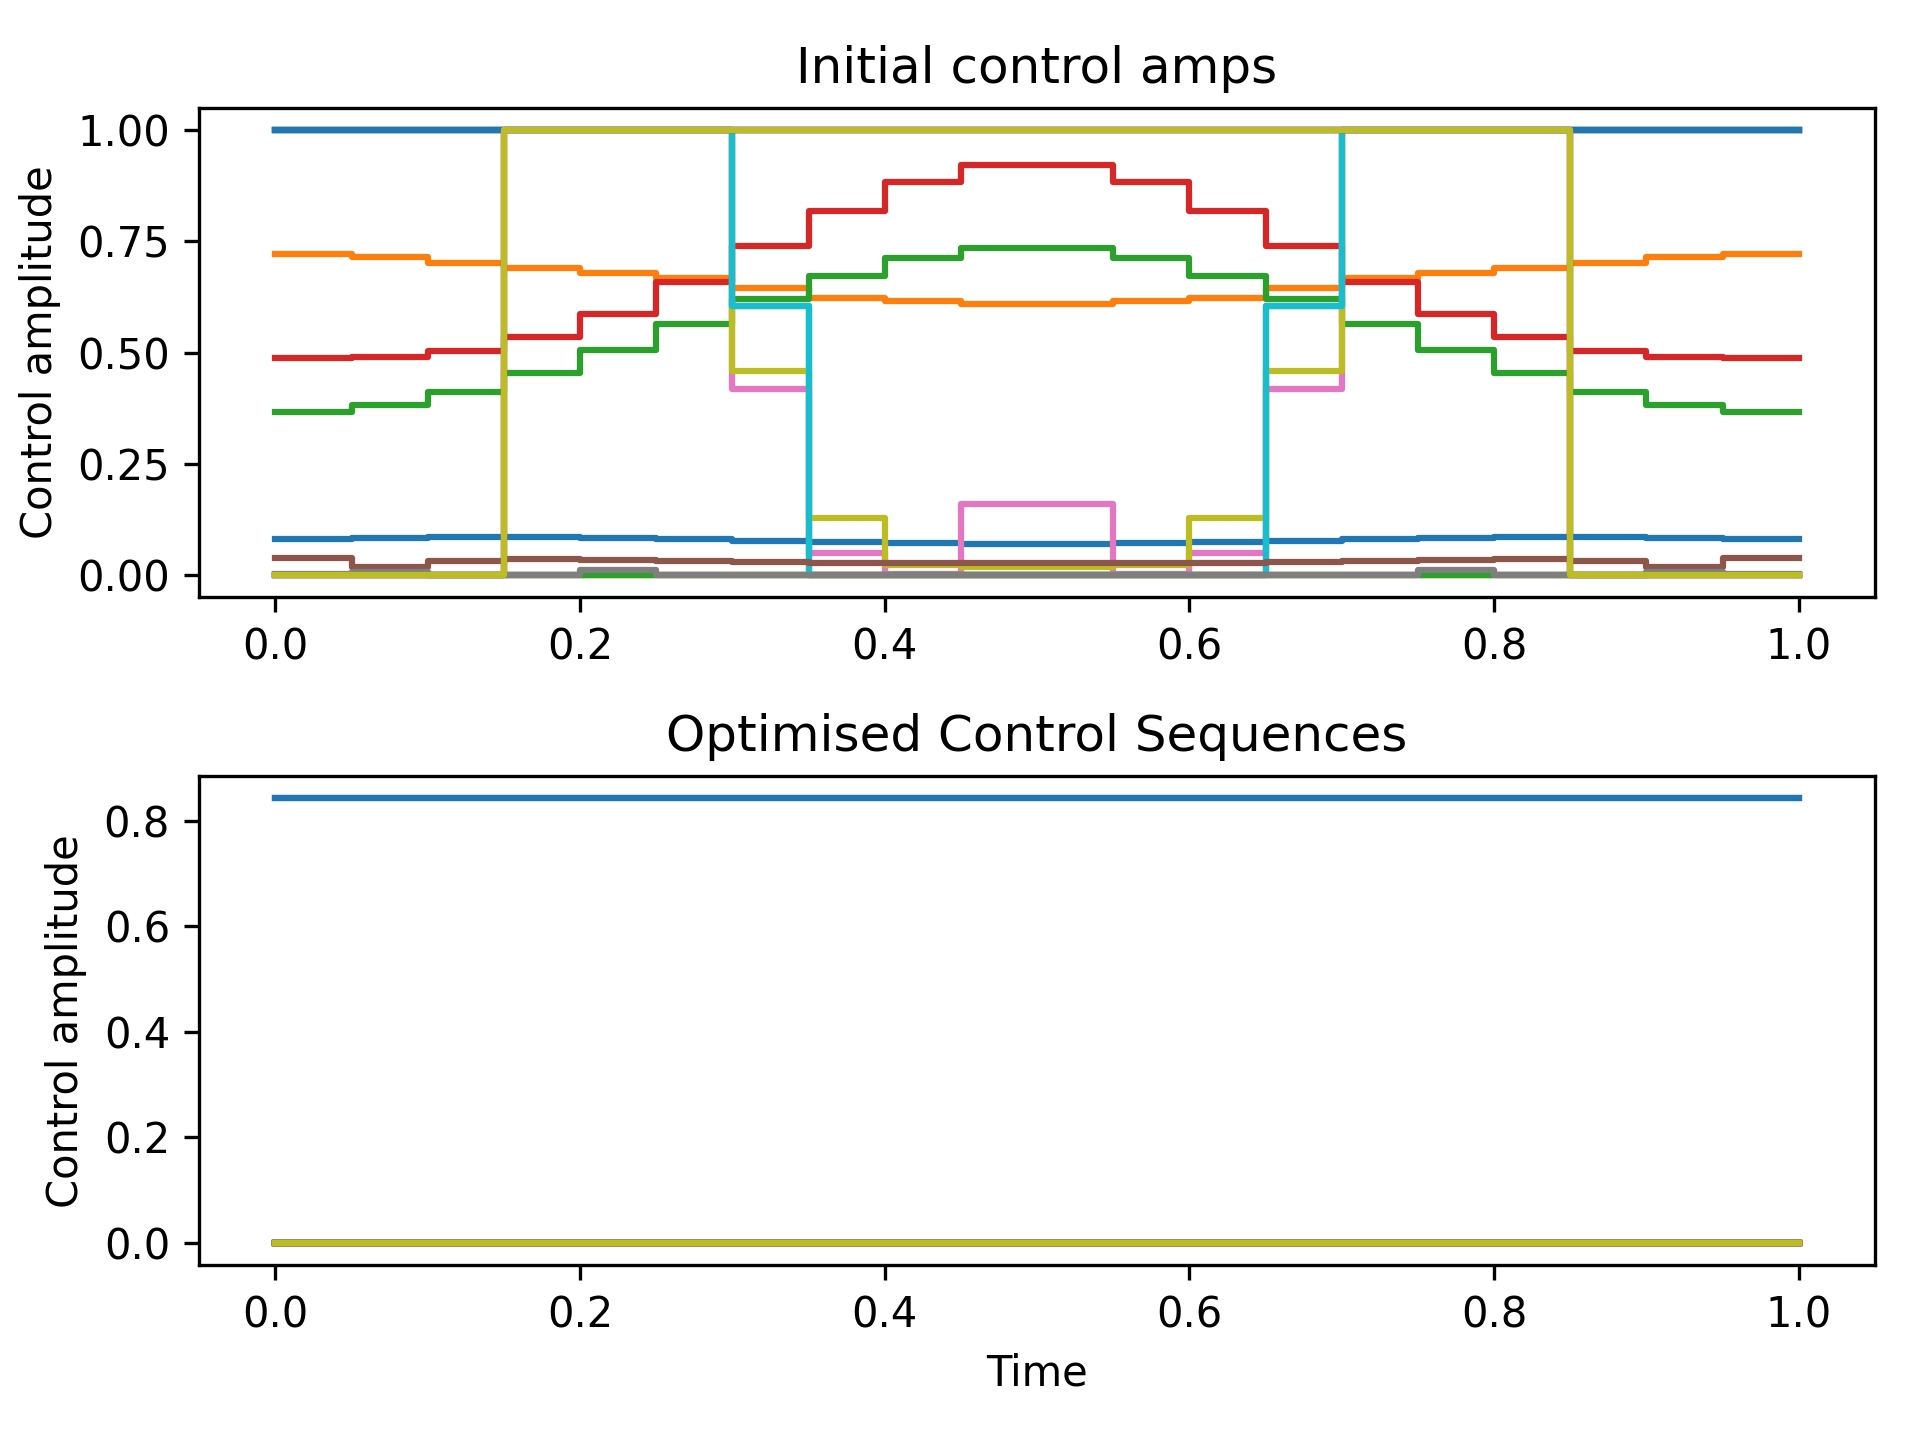 Initial control amps
Control amplitude
1.00
0.75
0.50
0.25
0.00
0.0 0.2 0.4 0.6 0.8 1.0
Optimised Control Sequences
Control amplitude
0.8
0.6
0.4
0.2
0.0
0.0 0.2 0.4 0.6 0.8 1.0
Time